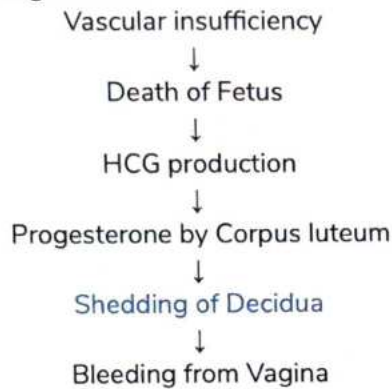 Vascular insufficiency
↓
Death of Fetus
↓
HCG production
↓
Progesterone by Corpus luteum
↓
Shedding of Decidua
↓
Bleeding from Vagina